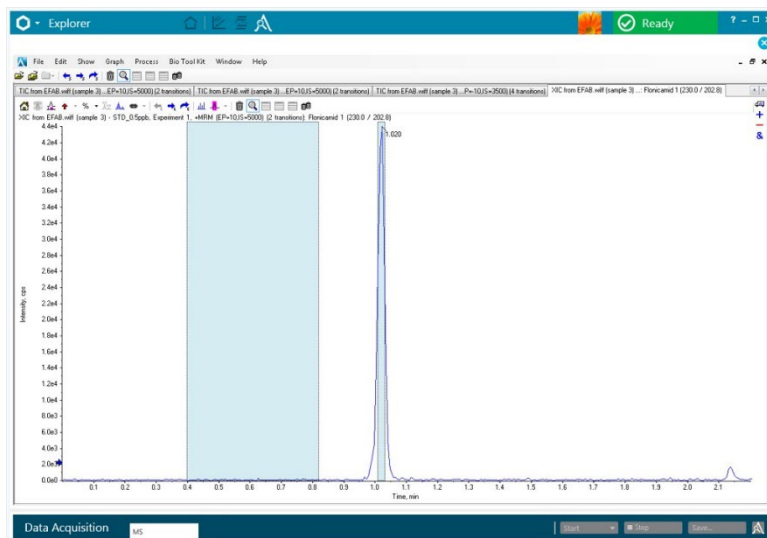 Explorer
Ready
File Edit Show Graph Process Bio Tool Kit Window Help
TIC from EFAB.wiff (sample 3) ...EP=10,IS=5000) (2 transitions) TIC from EFAB.wiff (sample 3) ...EP=10,IS=5000) (2 transitions) TIC from EFAB.wiff (sample 3) ...P=-10,IS=3500) (4 transitions) XIC from EFAB.wiff (sample 3) ...: Flonicamid 1 (230.0 / 202.8)
XIC from EFAB.wiff (sample 3) - STD_0.5ppb, Experiment 1, +MRM (EP=10,IS=5000) (2 transitions): Flonicamid 1 (230.0 / 202.8)
4.4e4
1.020
4.2e4
4.0e4
3.8e4
3.6e4
3.4e4
3.2e4
3.0e4
2.8e4
2.6e4
2.4e4
2.2e4
2.0e4
1.8e4
1.6e4
1.4e4
1.2e4
1.0e4
8.0e3
6.0e3
4.0e3
2.0e3
0.0e0
Intensity, cps
0.1 0.2 0.3 0.4 0.5 0.6 0.7 0.8 0.9 1.0 1.1 1.2 1.3 1.4 1.5 1.6 1.7 1.8 1.9 2.0 2.1
Time, min
Data Acquisition MS Start Stop Save...